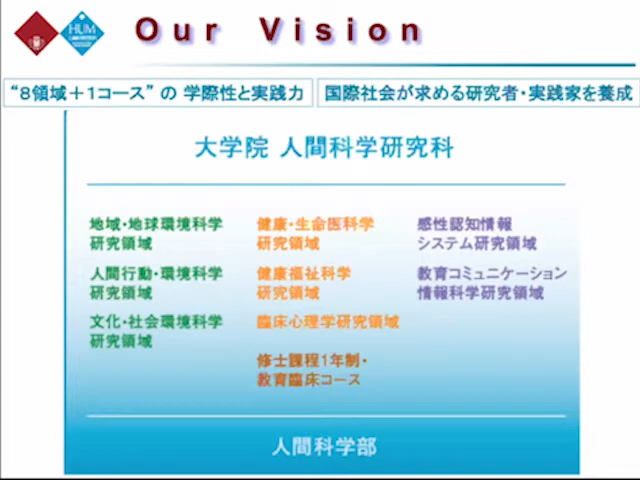 HUM
Our Vision
“8領域＋1コース” の 学際性と実践力
国際社会が求める研究者・実践家を養成
大学院 人間科学研究科
地域・地球環境科学
研究領域
人間行動・環境科学
研究領域
文化・社会環境科学
研究領域
健康・生命医科学
研究領域
健康福祉科学
研究領域
臨床心理学研究領域
修士課程1年制・
教育臨床コース
感性認知情報
システム研究領域
教育コミュニケーション
情報科学研究領域
人間科学部